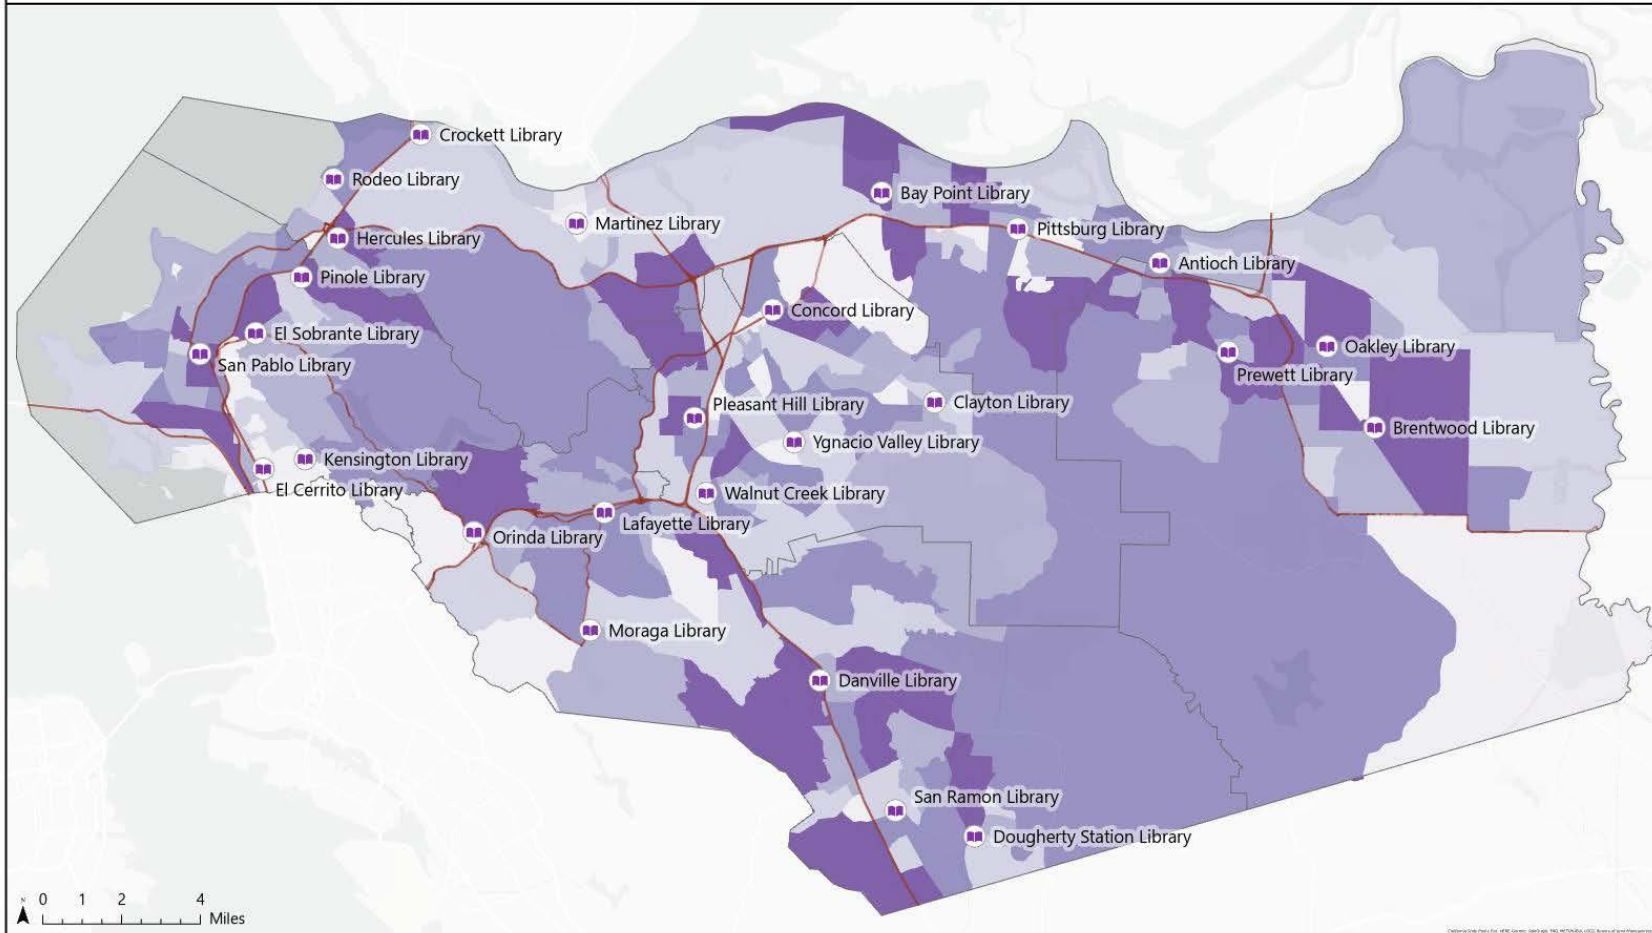 Crockett Library
Rodeo Library
Bay Point Library
Martinez Library
Pittsburg Library
Hercules Library
Antioch Library
Pinole Library
Concord Library
El Sobrante Library
Oakley Library
San Pablo Library
Prewett Library
Clayton Library
Pleasant Hill Library
Brentwood Library
Ygnacio Valley Library
Kensington Library
El Cerrito Library
Walnut Creek Library
Lafayette Library
Orinda Library
Moraga Library
Danville Library
San Ramon Library
Dougherty Station Library
N
0 1 2 4
Miles